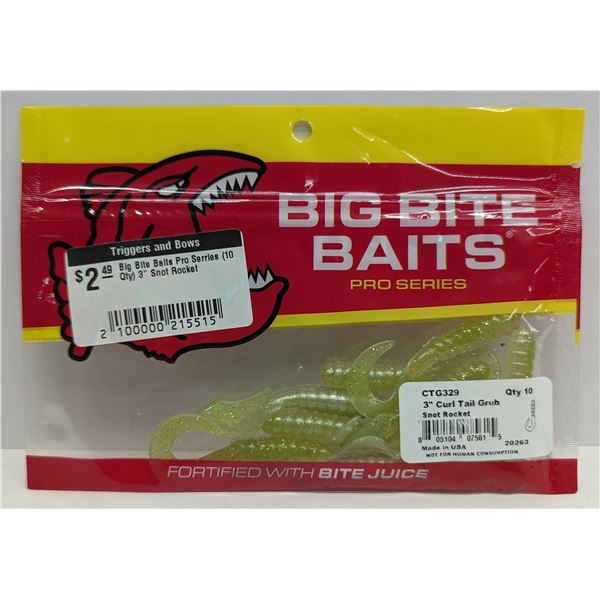 BIG BITE
BAITS®
PRO SERIES
Triggers and Bows
$2.49
Big Bite Baits Pro Serries (10
Qty) 3" Snot Rocket
2 100000 215515
CTG329 Qty 10
3" Curl Tail Grub
Snot Rocket
8 05104 07561 5
Made in USA 20263
NOT FOR HUMAN CONSUMPTION
FORTIFIED WITH BITE JUICE